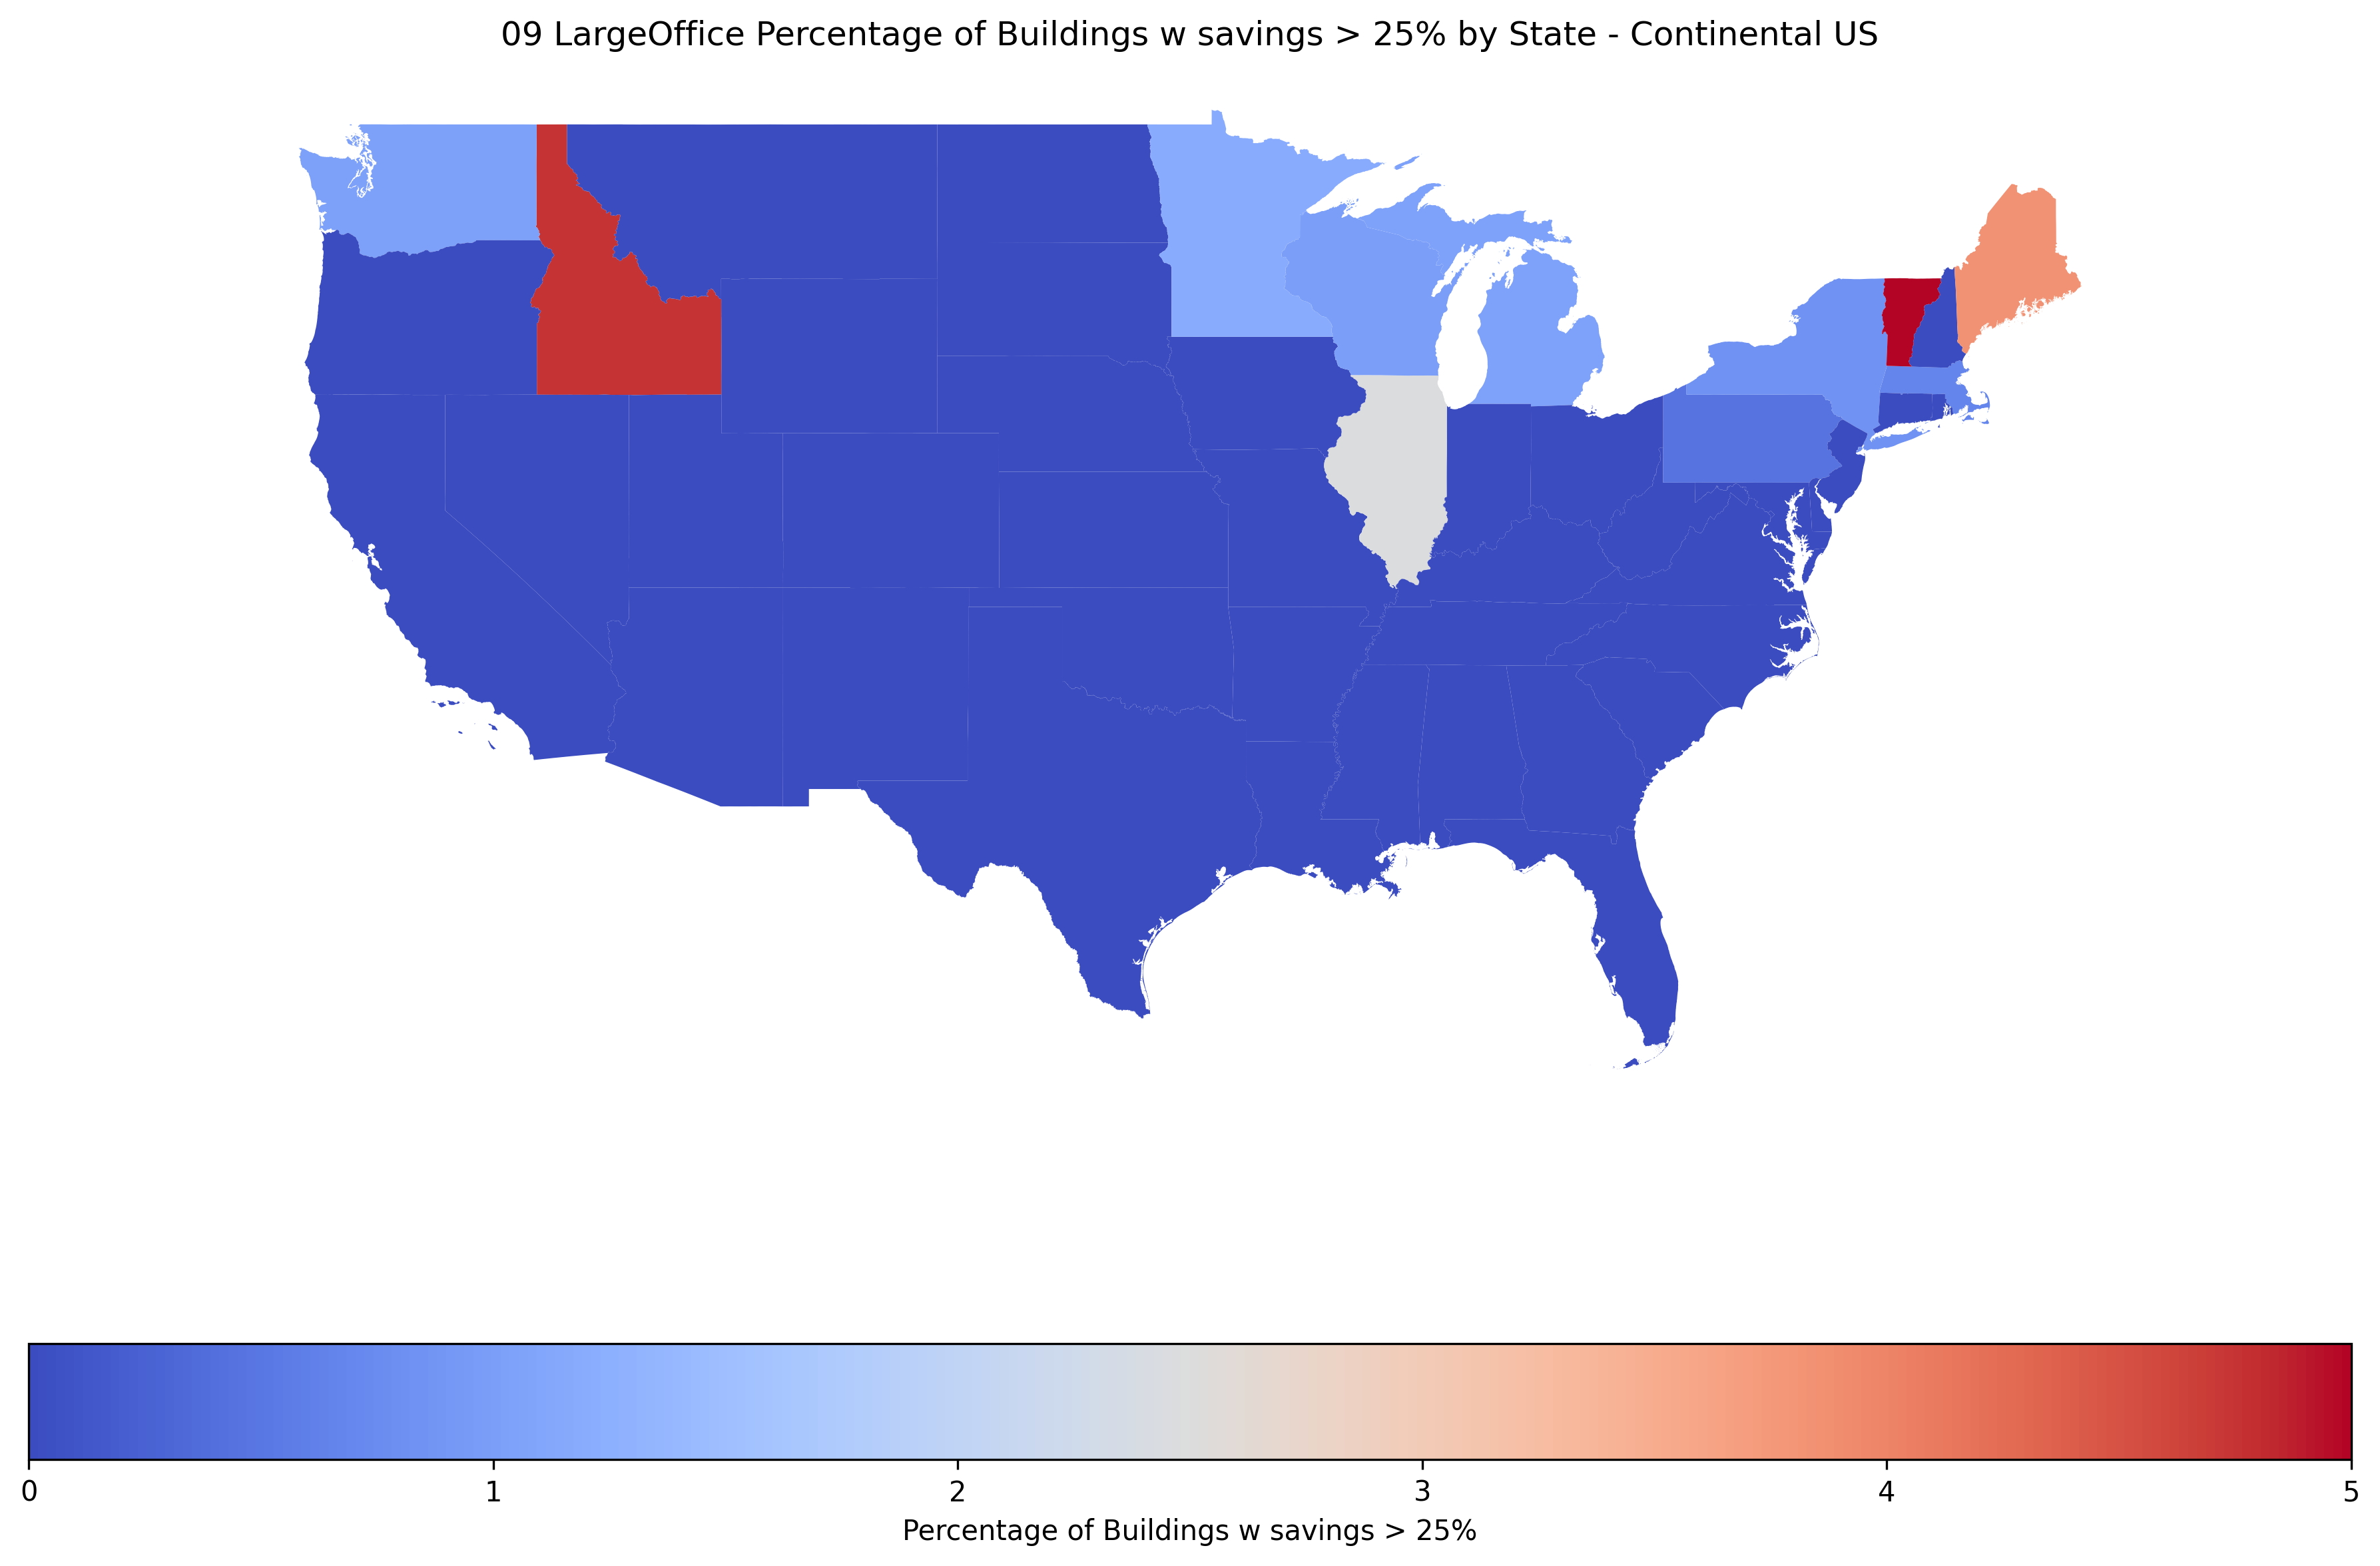 09 LargeOffice Percentage of Buildings w savings > 25% by State - Continental US
0 1 2 3 4 5
Percentage of Buildings w savings > 25%